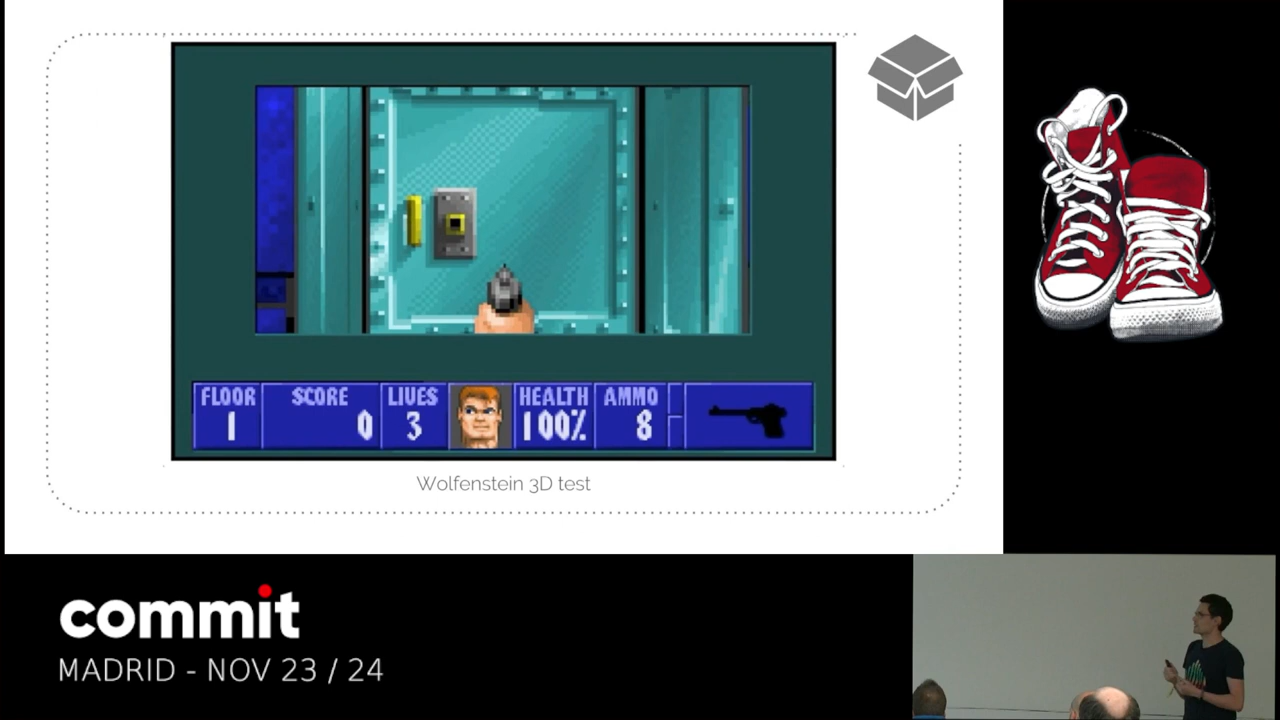 FLOOR SCORE LIVES HEALTH AMMO
1 0 3 100% 8
Wolfenstein 3D test
commit
MADRID - NOV 23 / 24